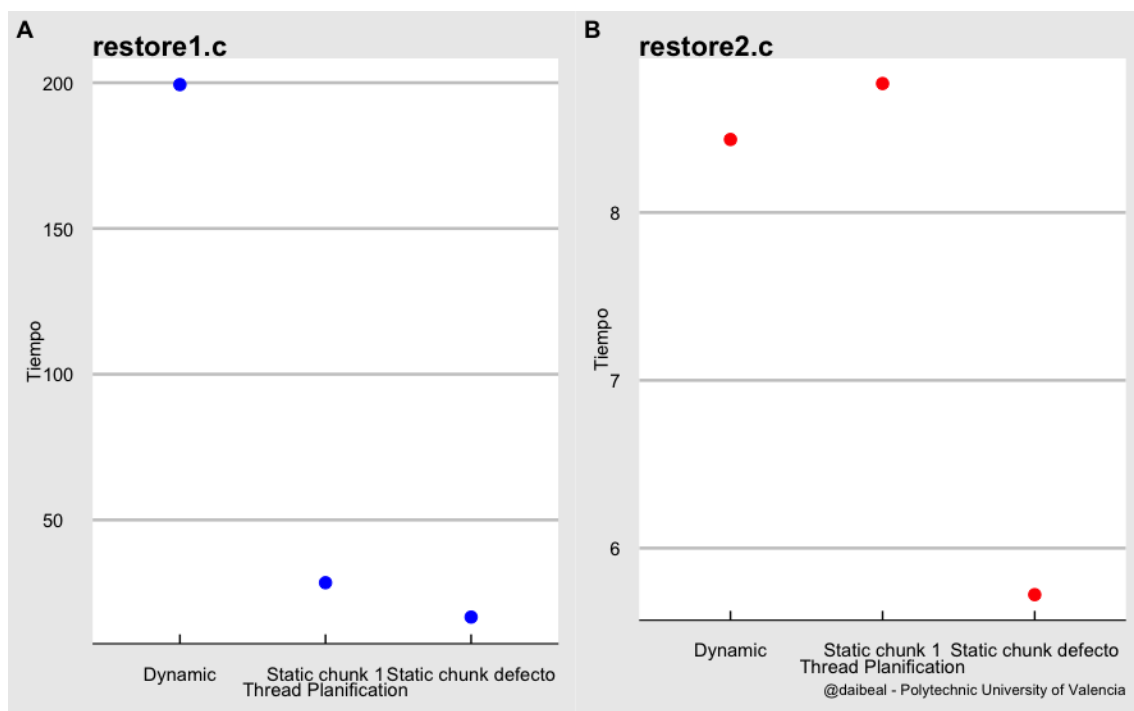 A
restore1.c
200
150
100
50
Tiempo
Dynamic
Static chunk 1
Static chunk defecto
Thread Planification
B
restore2.c
8
7
6
Tiempo
Dynamic
Static chunk 1
Static chunk defecto
Thread Planification
@daibeal - Polytechnic University of Valencia